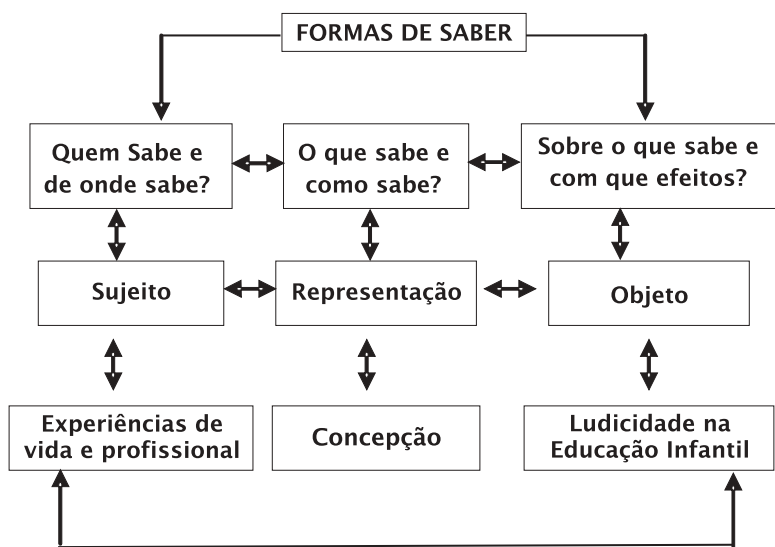 FORMAS DE SABER
Quem Sabe e
de onde sabe?
O que sabe e
como sabe?
Sobre o que sabe e
com que efeitos?
Sujeito
Representação
Objeto
Experiências de
vida e profissional
Concepção
Ludicidade na
Educação Infantil